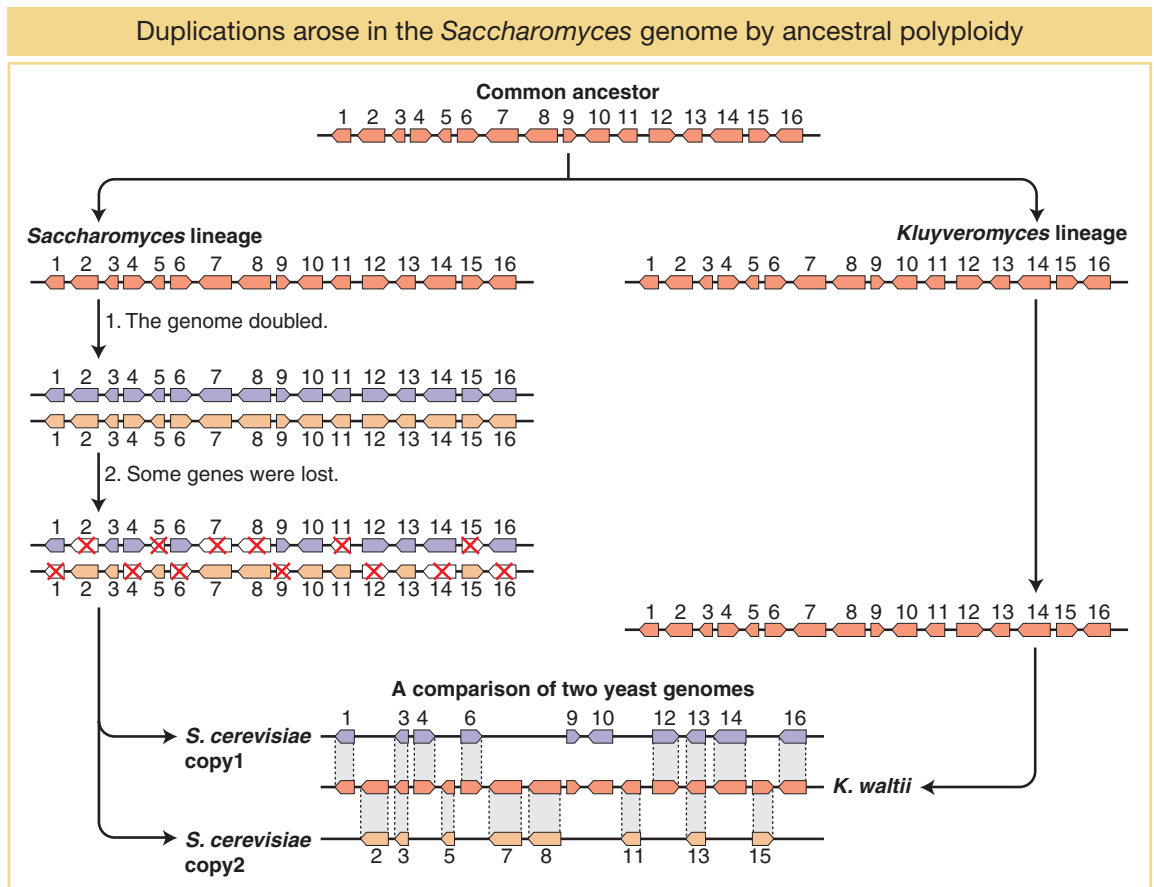 Duplications arose in the Saccharomyces genome by ancestral polyploidy
Common ancestor
1 2 3 4 5 6 7 8 9 10 11 12 13 14 15 16
Saccharomyces lineage
1 2 3 4 5 6 7 8 9 10 11 12 13 14 15 16
Kluyveromyces lineage
1 2 3 4 5 6 7 8 9 10 11 12 13 14 15 16
1. The genome doubled.
1 2 3 4 5 6 7 8 9 10 11 12 13 14 15 16
1 2 3 4 5 6 7 8 9 10 11 12 13 14 15 16
2. Some genes were lost.
1 2 3 4 5 6 7 8 9 10 11 12 13 14 15 16
1 2 3 4 5 6 7 8 9 10 11 12 13 14 15 16
1 2 3 4 5 6 7 8 9 10 11 12 13 14 15 16
A comparison of two yeast genomes
1 3 4 6 9 10 12 13 14 16
S. cerevisiae
copy1
K. waltii
S. cerevisiae
copy2
2 3 5 7 8 11 13 15